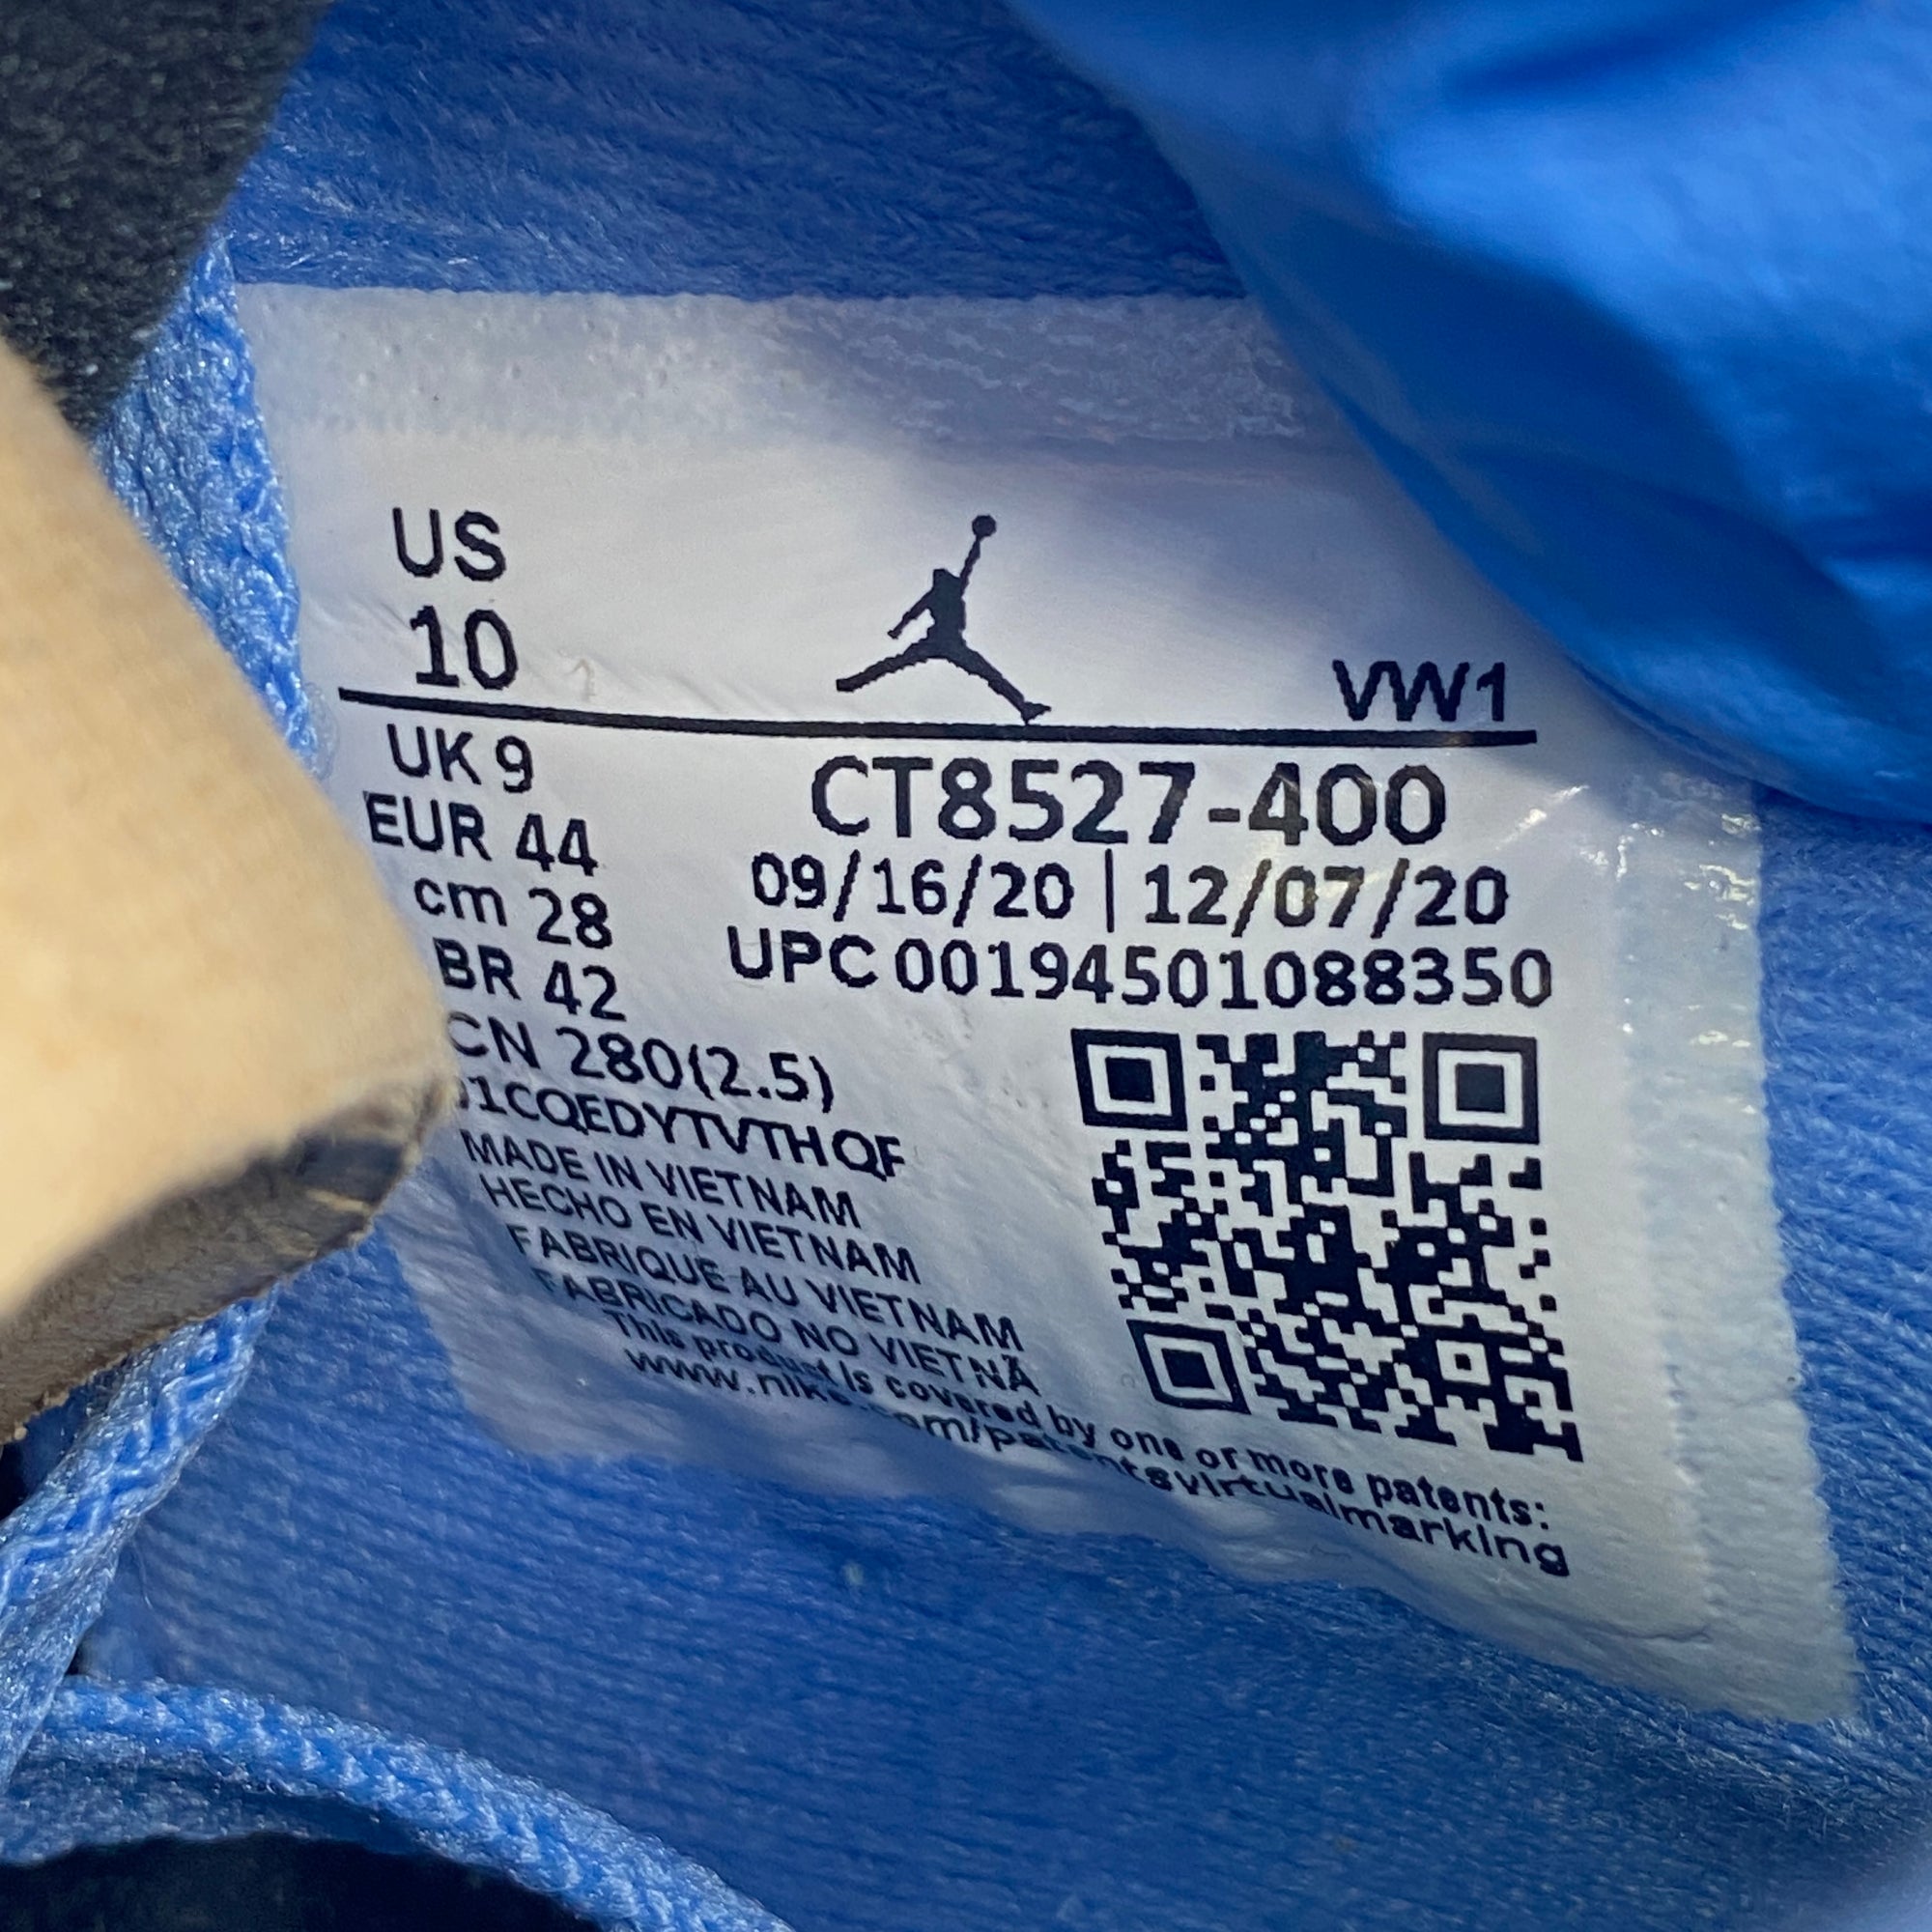 US
10
VW1
UK 9
EUR 44
cm 28
BR 42
CN 280(2.5)
CT8527-400
09/16/20 | 12/07/20
UPC 00194501088350
1CQEDYTVTHQF
MADE IN VIETNAM
HECHO EN VIETNAM
FABRIQUE AU VIETNAM
FABRICADO NO VIETNÃ
This product is covered by one or more patents:
www.nike.com/patentsvirtualmarking